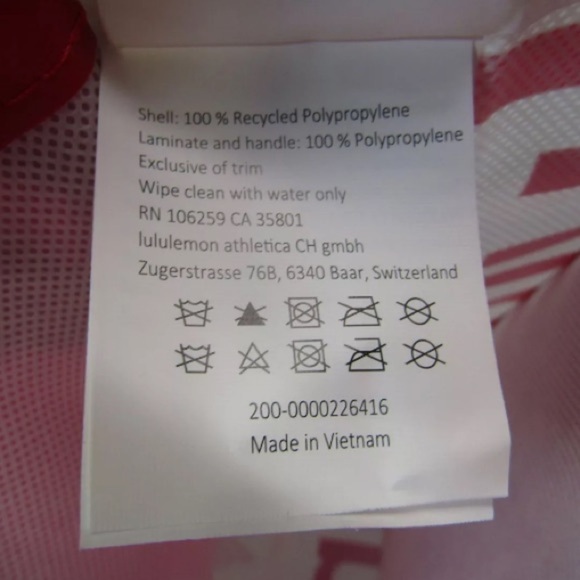 Shell: 100 % Recycled Polypropylene
Laminate and handle: 100 % Polypropylene
Exclusive of trim
Wipe clean with water only
RN 106259 CA 35801
lululemon athletica CH gmbh
Zugerstrasse 76B, 6340 Baar, Switzerland
200-0000226416
Made in Vietnam